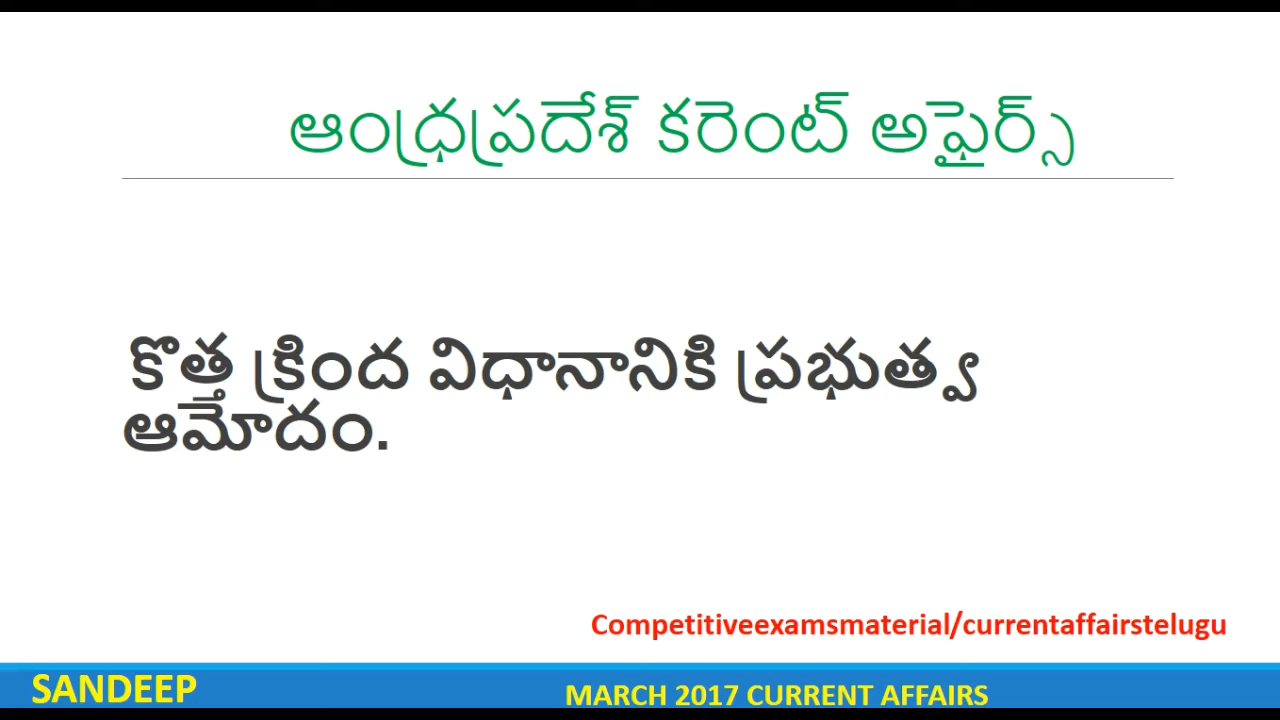 ఆంధ్రప్రదేశ్ కరెంట్ అఫైర్స్
కొత్త క్రింద విధానానికి ప్రభుత్వ
ఆమోదం.
Competitiveexamsmaterial/currentaffairstelugu
SANDEEP
MARCH 2017 CURRENT AFFAIRS